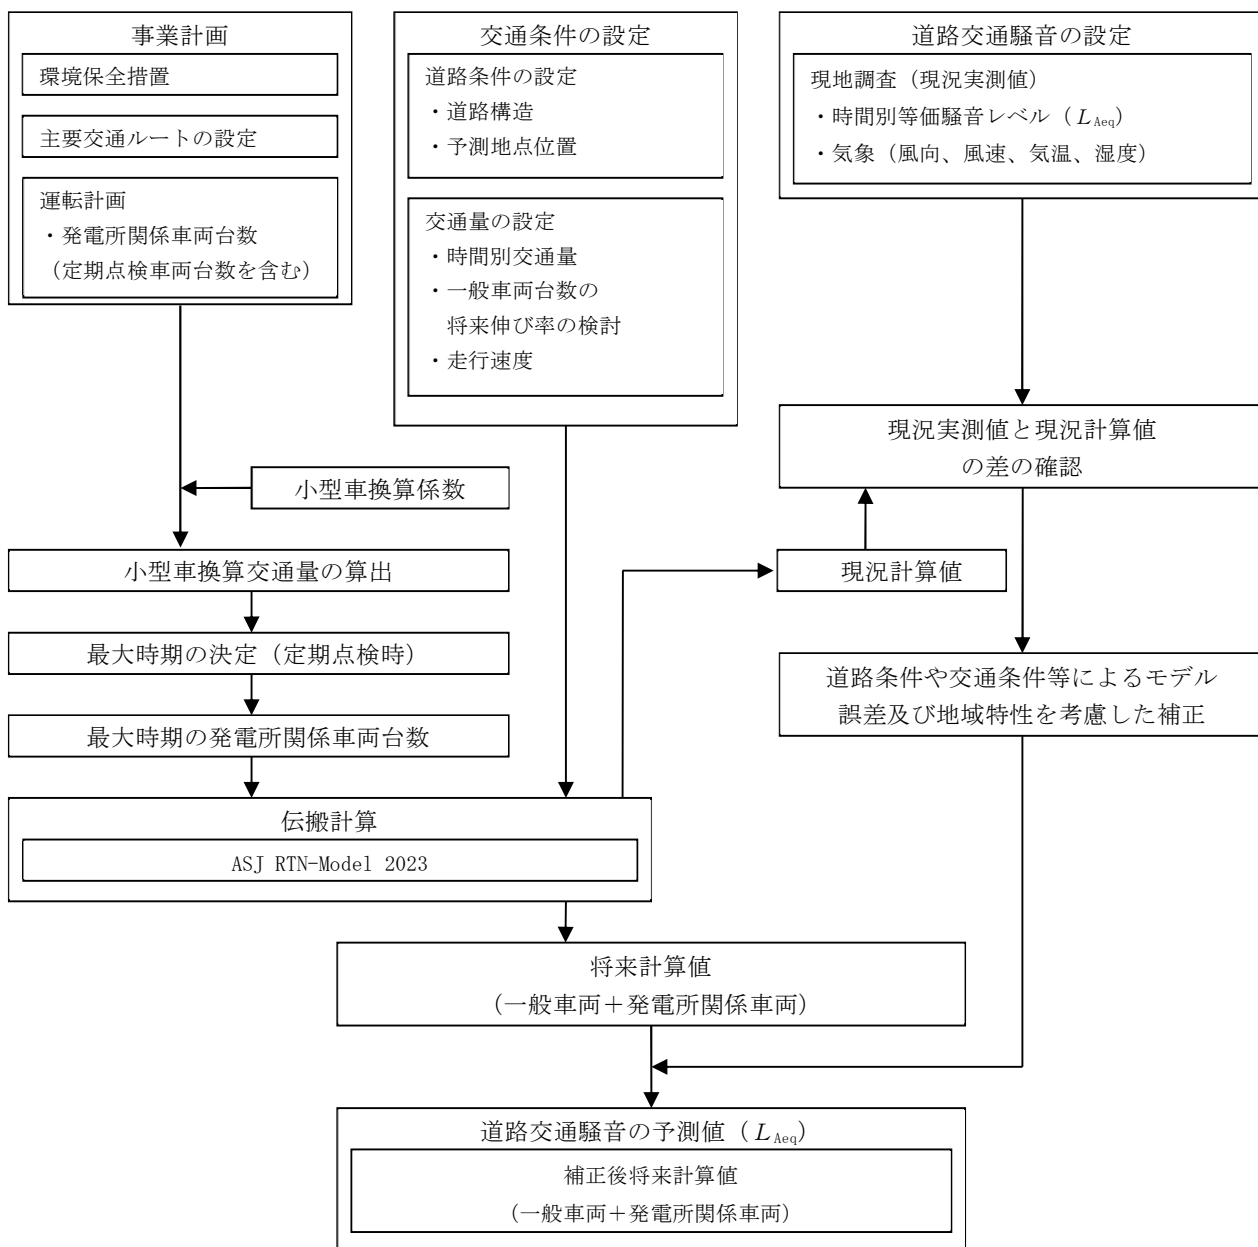 事業計画
環境保全措置
主要交通ルートの設定
運転計画
・発電所関係車両台数
（定期点検車両台数を含む）
交通条件の設定
道路条件の設定
・道路構造
・予測地点位置
交通量の設定
・時間別交通量
・一般車両台数の
将来伸び率の検討
・走行速度
道路交通騒音の設定
現地調査（現況実測値）
・時間別等価騒音レベル（LAeq）
・気象（風向、風速、気温、湿度）
現況実測値と現況計算値
の差の確認
小型車換算係数
小型車換算交通量の算出
現況計算値
最大時期の決定（定期点検時）
道路条件や交通条件等によるモデル
誤差及び地域特性を考慮した補正
最大時期の発電所関係車両台数
伝搬計算
ASJ RTN-Model 2023
将来計算値
（一般車両＋発電所関係車両）
道路交通騒音の予測値（LAeq）
補正後将来計算値
（一般車両＋発電所関係車両）